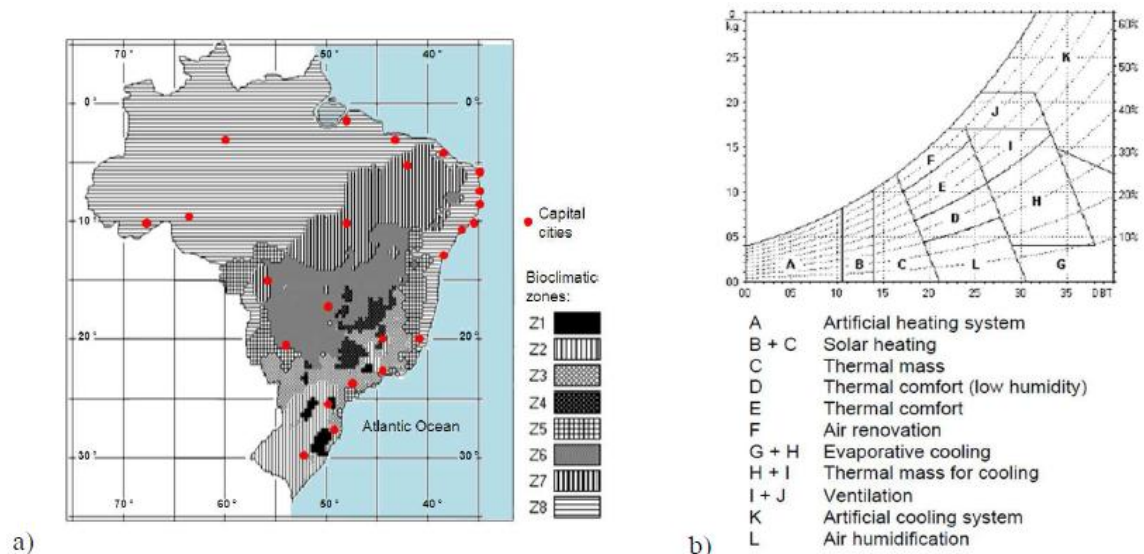 70°
50°
40°
0°
0°
10°
10°
20°
20°
30°
30°
70°
60°
50°
40°
Atlantic Ocean
Capital
cities
Bioclimatic
zones:
Z1
Z2
Z3
Z4
Z5
Z6
Z7
Z8
a)
g
kg
25
20
15
10
05
00
00
05
10
15
20
25
30
35
DBT
60%
50%
40%
30%
20%
10%
A
B
C
D
E
F
G
H
I
J
K
L
A Artificial heating system
B + C Solar heating
C Thermal mass
D Thermal comfort (low humidity)
E Thermal comfort
F Air renovation
G + H Evaporative cooling
H + I Thermal mass for cooling
I + J Ventilation
K Artificial cooling system
L Air humidification
b)